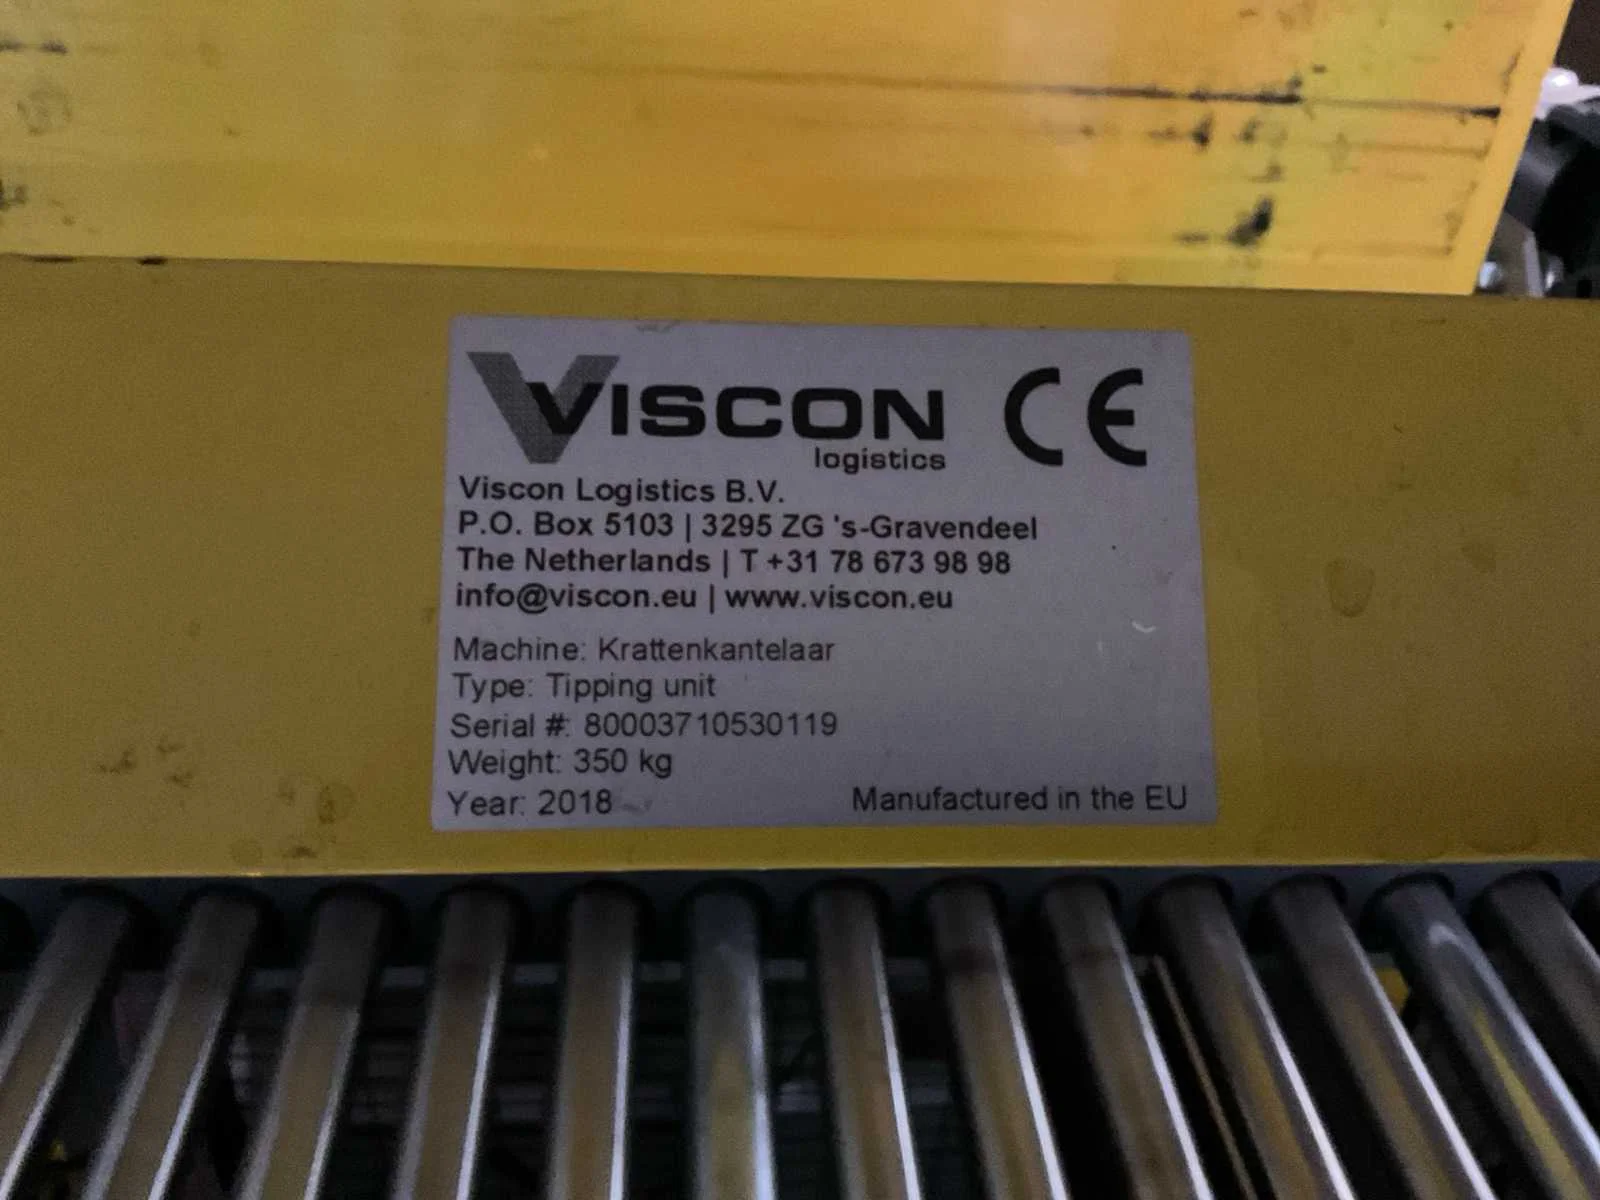 VISCON CE
logistics
Viscon Logistics B.V.
P.O. Box 5103 | 3295 ZG 's-Gravendeel
The Netherlands | T +31 78 673 98 98
info@viscon.eu | www.viscon.eu
Machine: Krattenkantelaar
Type: Tipping unit
Serial #: 80003710530119
Weight: 350 kg
Year: 2018
Manufactured in the EU